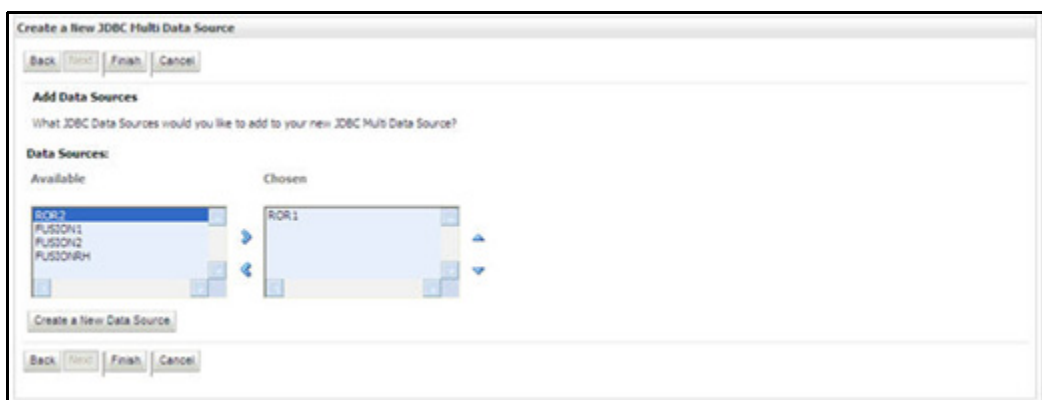 Create a New JDBC Multi Data Source
Back Next Finish Cancel
Add Data Sources
What JDBC Data Sources would you like to add to your new JDBC Multi Data Source?
Data Sources:
Available Chosen
ROR2 ROR1
FUSION1
FUSION2
FUSIONRH
Create a New Data Source
Back Next Finish Cancel